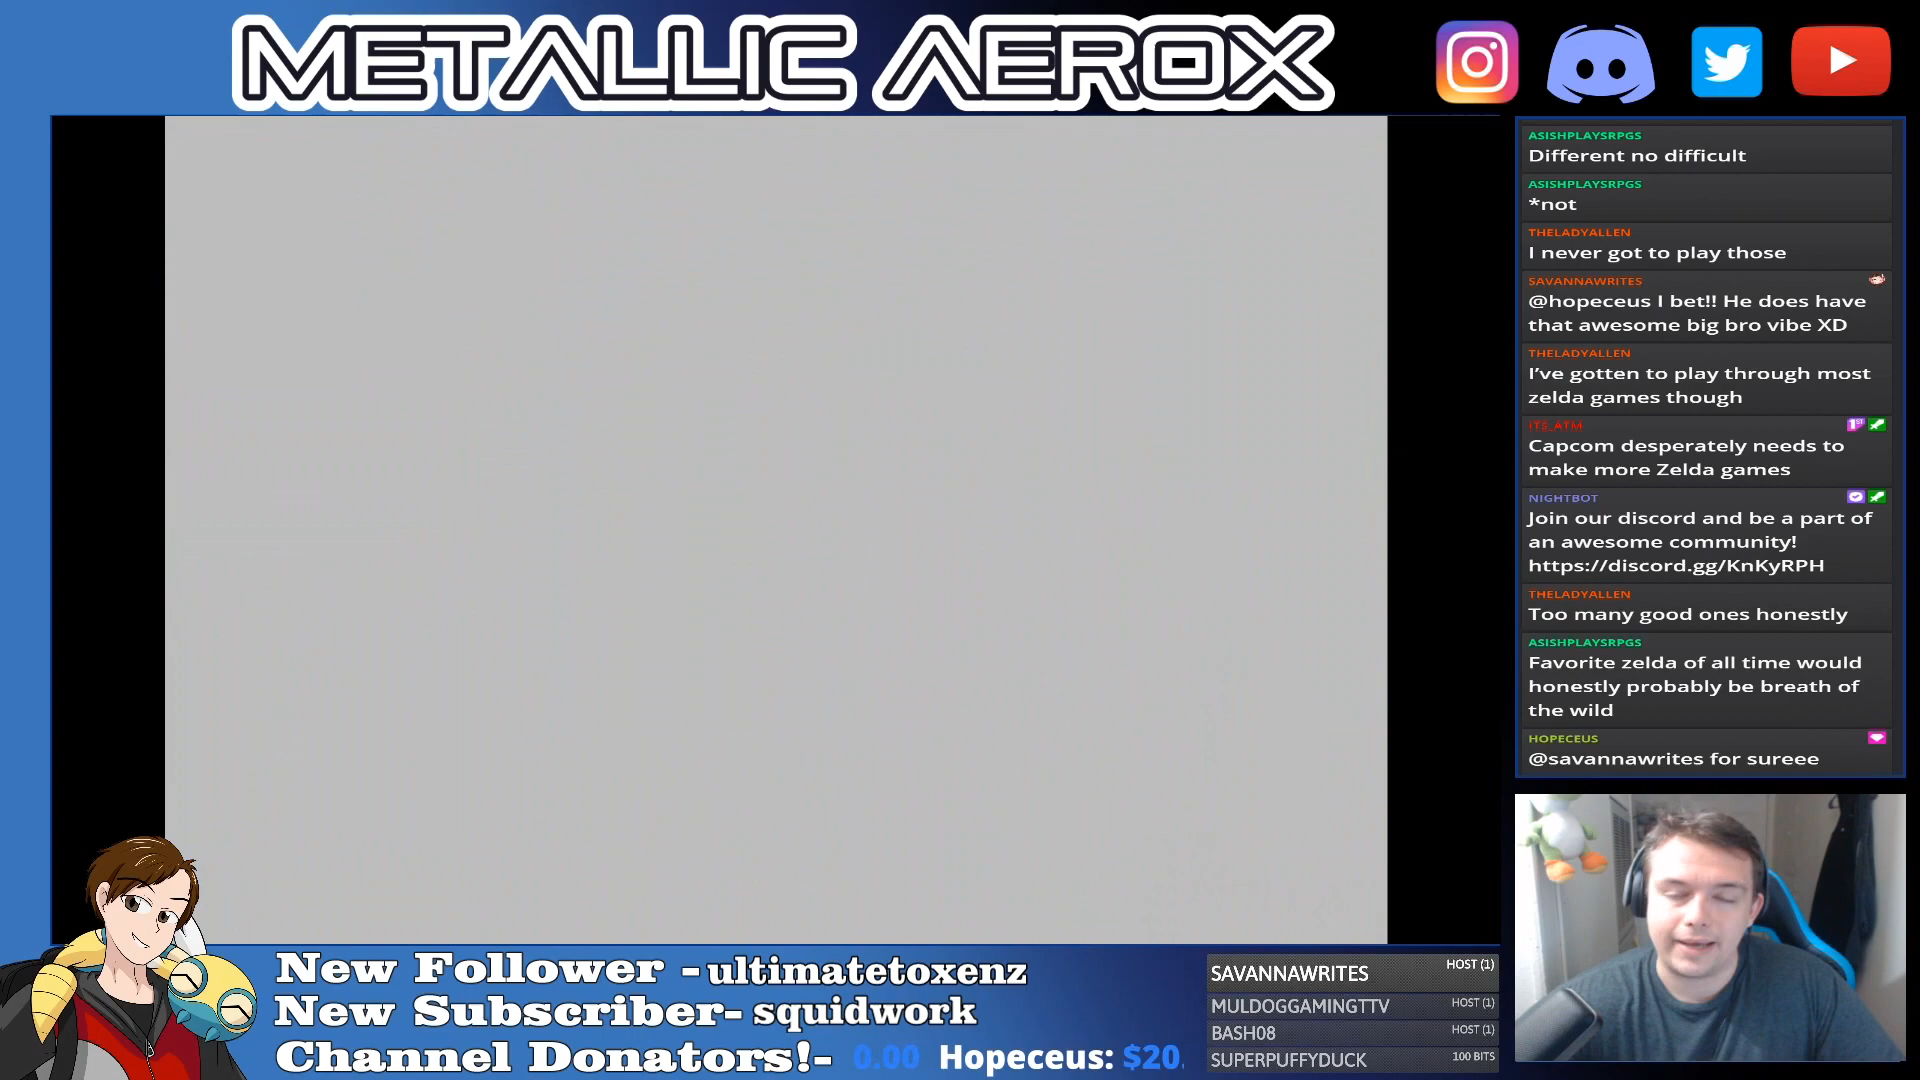 METALLIC AEROX
ASISHPLAYSRPGS
Different no difficult
ASISHPLAYSRPGS
*not
THELADYALLEN
I never got to play those
SAVANNAWRITES
@hopeceus I bet!! He does have
that awesome big bro vibe XD
THELADYALLEN
I've gotten to play through most
zelda games though
ITS_ATM
1ST
Capcom desperately needs to
make more Zelda games
NIGHTBOT
Join our discord and be a part of
an awesome community!
https://discord.gg/KnKyRPH
THELADYALLEN
Too many good ones honestly
ASISHPLAYSRPGS
Favorite zelda of all time would
honestly probably be breath of
the wild
HOPECEUS
@savannawrites for sureee
New Follower - ultimatetoxenz
New Subscriber- squidwork
Channel Donators!- 0.00 Hopeceus: $20.
SAVANNAWRITES HOST (1)
MULDOGGAMINGTTV HOST (1)
BASH08 HOST (1)
SUPERPUFFYDUCK 100 BITS